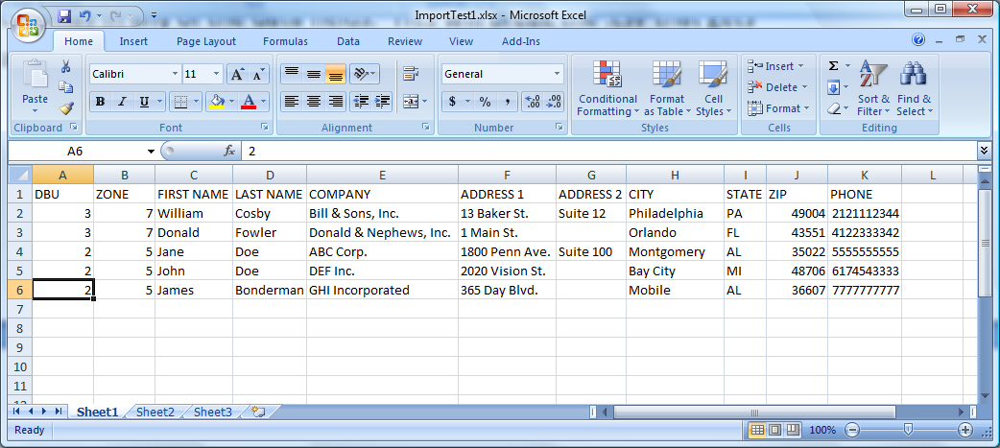 ImportTest1.xlsx - Microsoft Excel
Home Insert Page Layout Formulas Data Review View Add-Ins
Calibri 11 General Insert Σ
Paste B I U A $ % , Conditional Formatting Format as Table Cell Styles Delete Format Sort & Filter Find & Select
Clipboard Font Alignment Number Styles Cells Editing
A6 fx 2
A B C D E F G H I J K L
1 DBU ZONE FIRST NAME LAST NAME COMPANY ADDRESS 1 ADDRESS 2 CITY STATE ZIP PHONE
2 3 7 William Cosby Bill & Sons, Inc. 13 Baker St. Suite 12 Philadelphia PA 49004 2121112344
3 3 7 Donald Fowler Donald & Nephews, Inc. 1 Main St. Orlando FL 43551 4122333342
4 2 5 Jane Doe ABC Corp. 1800 Penn Ave. Suite 100 Montgomery AL 35022 5555555555
5 2 5 John Doe DEF Inc. 2020 Vision St. Bay City MI 48706 6174543333
6 2 5 James Bonderman GHI Incorporated 365 Day Blvd. Mobile AL 36607 7777777777
7
8
9
10
11
Sheet1 Sheet2 Sheet3
Ready 100%